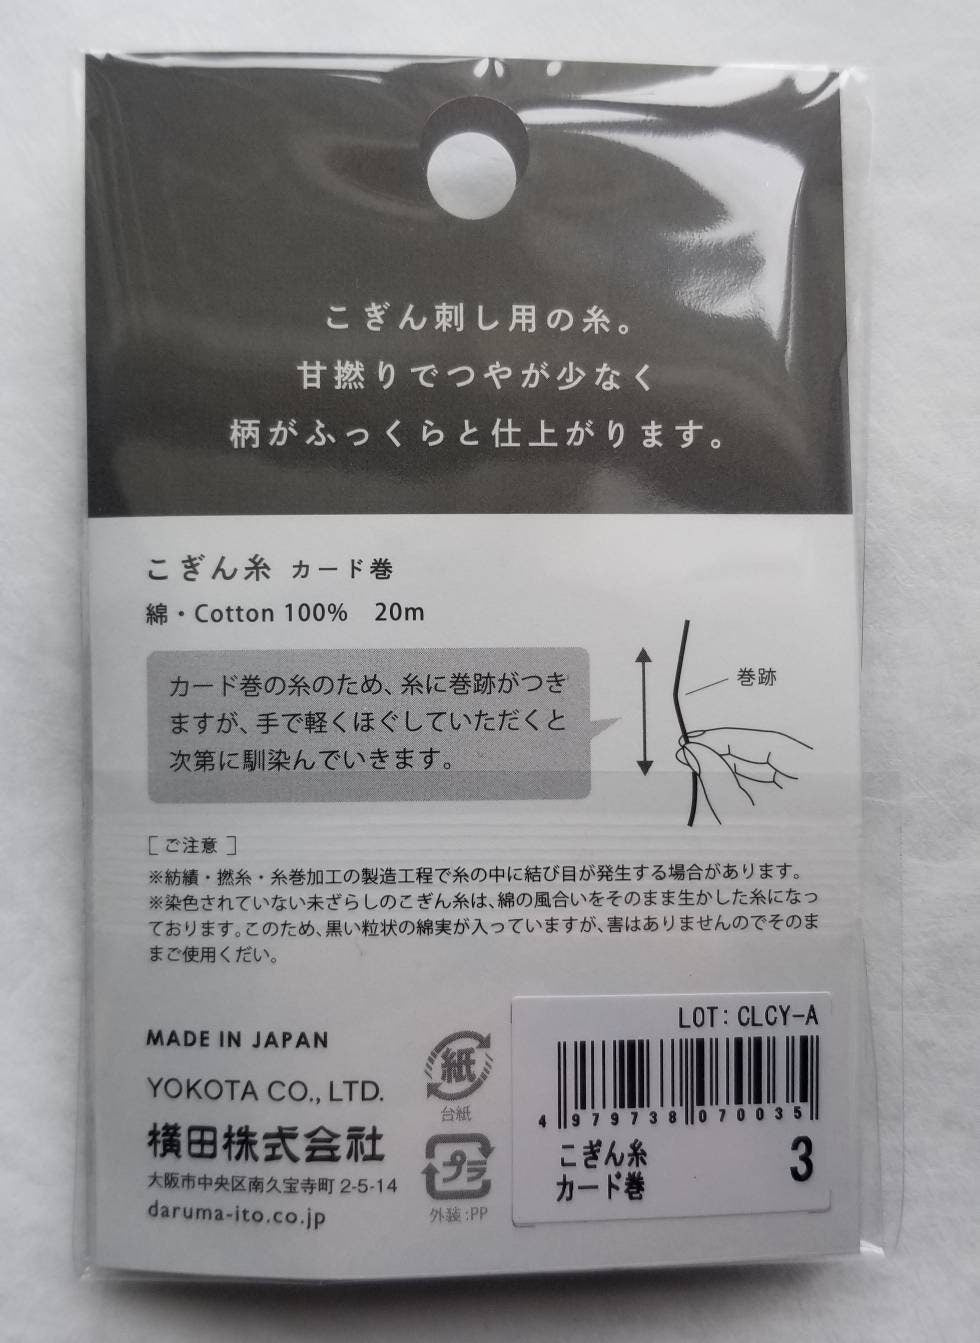 こぎん刺し用の糸。
甘撚りでつやが少なく
柄がふっくらと仕上がります。
こぎん糸 カード巻
綿・Cotton 100% 20m
カード巻の糸のため、糸に巻跡がつき
ますが、手で軽くほぐしていただくと
次第に馴染んでいきます。
巻跡
[ ご注意 ]
※紡績・撚糸・糸巻加工の製造工程で糸の中に結び目が発生する場合があります。
※染色されていない未ざらしのこぎん糸は、綿の風合いをそのまま生かした糸になっ
ております。このため、黒い粒状の綿実が入っていますが、害はありませんのでそのま
まご使用くだい。
MADE IN JAPAN
YOKOTA CO., LTD.
横田株式会社
大阪市中央区南久宝寺町 2-5-14
daruma-ito.co.jp
紙
台紙
プラ
外装:PP
LOT: CLCY-A
4 979738 070035
こぎん糸
カード巻
3